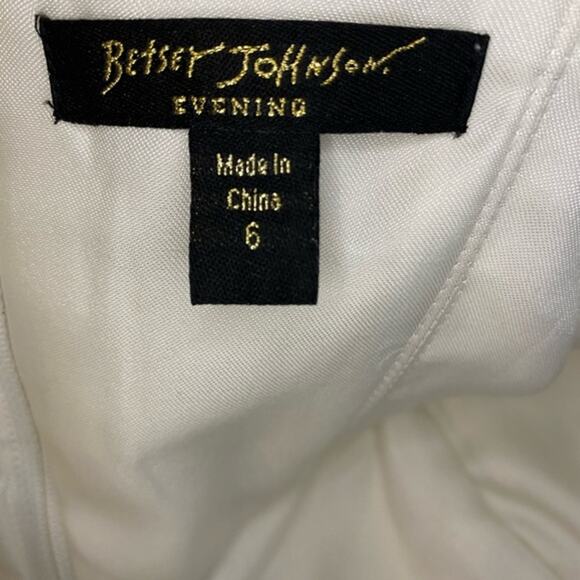 Betsey Johnson.
EVENING
Made In
China
6